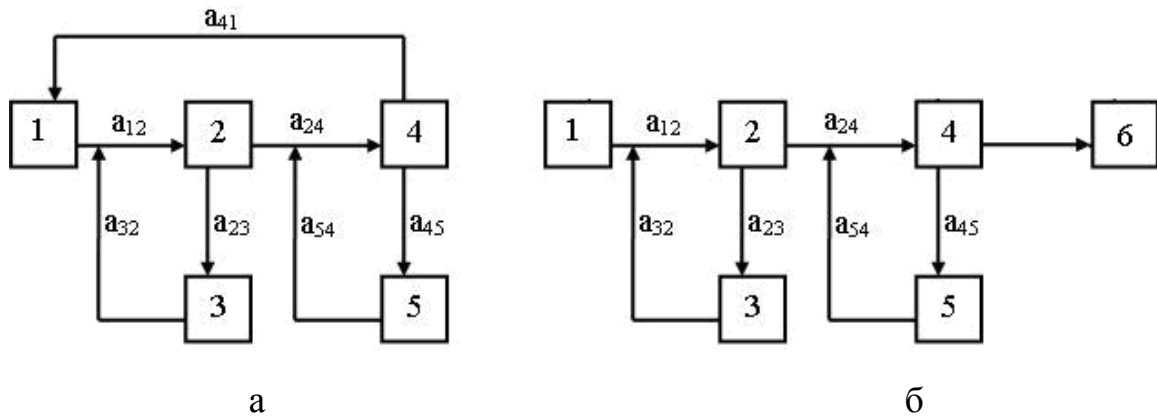 a₄₁
1 a₁₂ 2 a₂₄ 4
a₃₂ a₂₃ a₅₄ a₄₅
3 5
а
1 a₁₂ 2 a₂₄ 4 6
a₃₂ a₂₃ a₅₄ a₄₅
3 5
б